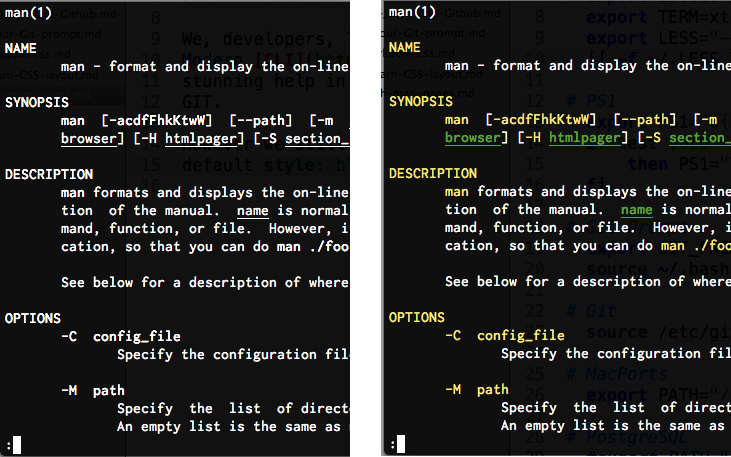 man(1)
NAME
man - format and display the on-line
SYNOPSIS
man [-acdfFhkKtwW] [--path] [-m
browser] [-H htmlpager] [-S section_
DESCRIPTION
man formats and displays the on-line
tion of the manual. name is normal
mand, function, or file. However, i
cation, so that you can do man ./foo
See below for a description of where
OPTIONS
-C config_file
Specify the configuration fil
-M path
Specify the list of direct
An empty list is the same as
:
man(1)
NAME
man - format and display the on-line
SYNOPSIS
man [-acdfFhkKtwW] [--path] [-m
browser] [-H htmlpager] [-S section_
DESCRIPTION
man formats and displays the on-line
tion of the manual. name is normal
mand, function, or file. However, i
cation, so that you can do man ./foo
See below for a description of where
OPTIONS
-C config_file
Specify the configuration fil
-M path
Specify the list of direct
An empty list is the same as
: